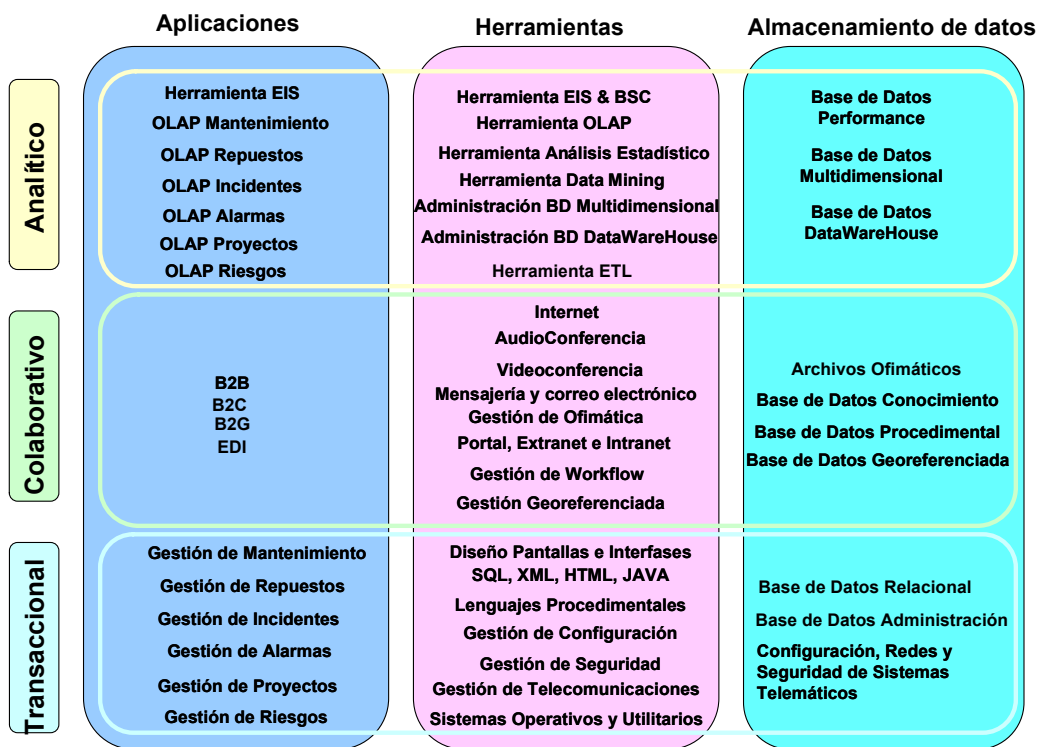 Aplicaciones
Herramientas
Almacenamiento de datos
Analítico
Herramienta EIS
OLAP Mantenimiento
OLAP Repuestos
OLAP Incidentes
OLAP Alarmas
OLAP Proyectos
OLAP Riesgos
Herramienta EIS & BSC
Herramienta OLAP
Herramienta Análisis Estadístico
Herramienta Data Mining
Administración BD Multidimensional
Administración BD DataWareHouse
Herramienta ETL
Base de Datos
Performance
Base de Datos
Multidimensional
Base de Datos
DataWareHouse
Colaborativo
B2B
B2C
B2G
EDI
Internet
AudioConferencia
Videoconferencia
Mensajería y correo electrónico
Gestión de Ofimática
Portal, Extranet e Intranet
Gestión de Workflow
Gestión Georeferenciada
Archivos Ofimáticos
Base de Datos Conocimiento
Base de Datos Procedimental
Base de Datos Georeferenciada
Transaccional
Gestión de Mantenimiento
Gestión de Repuestos
Gestión de Incidentes
Gestión de Alarmas
Gestión de Proyectos
Gestión de Riesgos
Diseño Pantallas e Interfases
SQL, XML, HTML, JAVA
Lenguajes Procedimentales
Gestión de Configuración
Gestión de Seguridad
Gestión de Telecomunicaciones
Sistemas Operativos y Utilitarios
Base de Datos Relacional
Base de Datos Administración
Configuración, Redes y
Seguridad de Sistemas
Telemáticos